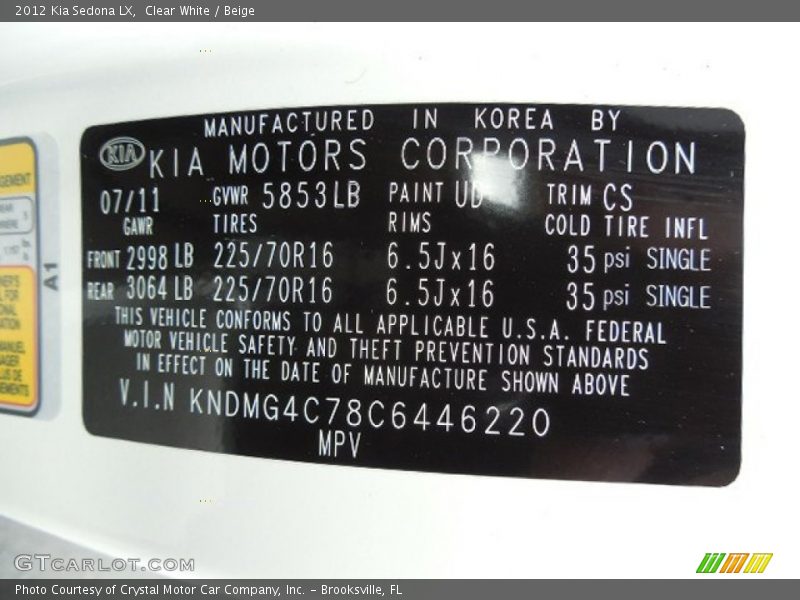 2012 Kia Sedona LX,  Clear White / Beige
MANUFACTURED IN KOREA BY
KIA KIA MOTORS CORPORATION
07/11 GVWR 5853LB PAINT UD TRIM CS
GAWR TIRES RIMS COLD TIRE INFL
FRONT 2998 LB 225/70R16 6.5Jx16 35 psi SINGLE
REAR 3064 LB 225/70R16 6.5Jx16 35 psi SINGLE
THIS VEHICLE CONFORMS TO ALL APPLICABLE U.S.A. FEDERAL
MOTOR VEHICLE SAFETY AND THEFT PREVENTION STANDARDS
IN EFFECT ON THE DATE OF MANUFACTURE SHOWN ABOVE
V.I.N KNDMG4C78C6446220
MPV
A1
GTCARLOT.COM
Photo Courtesy of Crystal Motor Car Company, Inc. – Brooksville, FL